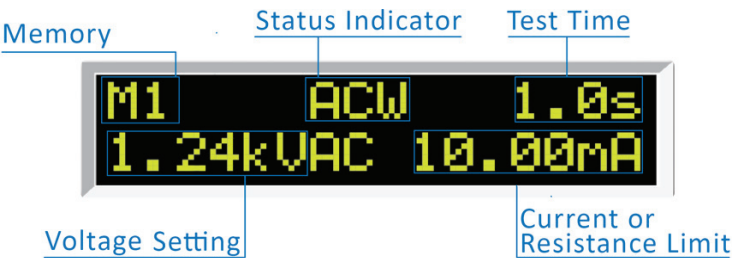 Memory
Status Indicator
Test Time
M1 ACW 1.0s
1.24kVAC 10.00mA
Voltage Setting
Current or
Resistance Limit